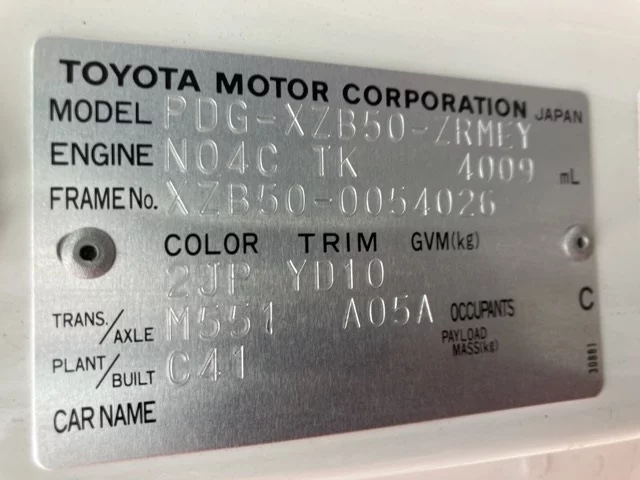 TOYOTA MOTOR CORPORATION JAPAN
MODEL PDG-XZB50-ZRMEY
ENGINE N04C TK 4009 mL
FRAME No. XZB50-0054026
COLOR TRIM GVM(kg)
2JP YD10
TRANS./AXLE M551 A05A OCCUPANTS C
PAYLOAD MASS(kg)
PLANT/BUILT C41
CAR NAME
30881